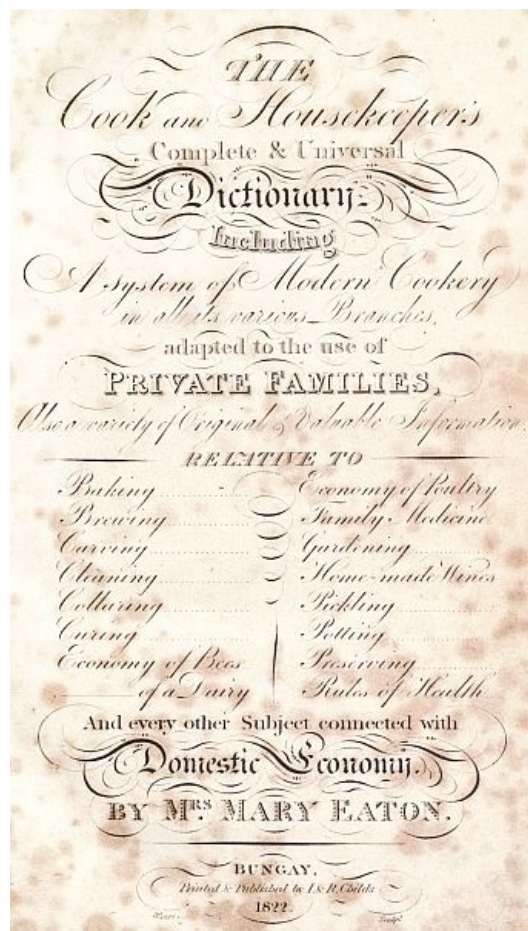 THE
Cook and Housekeeper's
Complete & Universal
Dictionary.
Including
A system of Modern Cookery
in all its various Branches,
adapted to the use of
PRIVATE FAMILIES,
Also a variety of Original & Valuable Information.
RELATIVE TO
Baking
Brewing
Carving
Cleaning
Collaring
Curing
Economy of Bees
of a Dairy
Economy of Poultry
Family Medicine
Gardening
Home-made Wines
Pickling
Potting
Preserving
Rules of Health
And every other Subject connected with
Domestic Economy.
BY MRS. MARY EATON.
BUNGAY,
Printed & Published by I. & R. Childs
1822.
Sculpt.